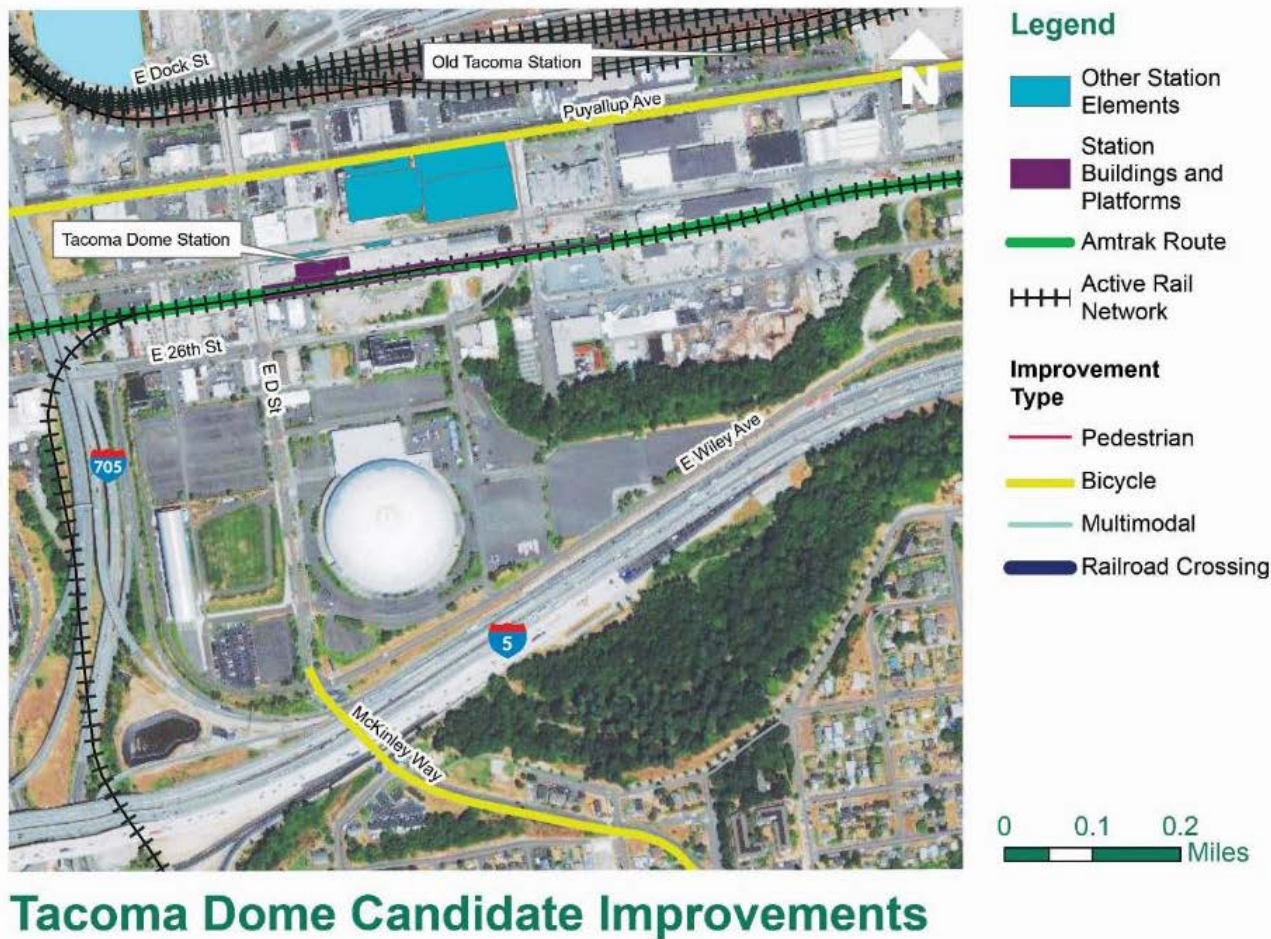 E Dock St
Old Tacoma Station
N
Puyallup Ave
Tacoma Dome Station
E 26th St
E D St
705
E Wiley Ave
5
McKinley Way
Legend
Other Station
Elements
Station
Buildings and
Platforms
Amtrak Route
Active Rail
Network
Improvement
Type
Pedestrian
Bicycle
Multimodal
Railroad Crossing
0 0.1 0.2
Miles
Tacoma Dome Candidate Improvements